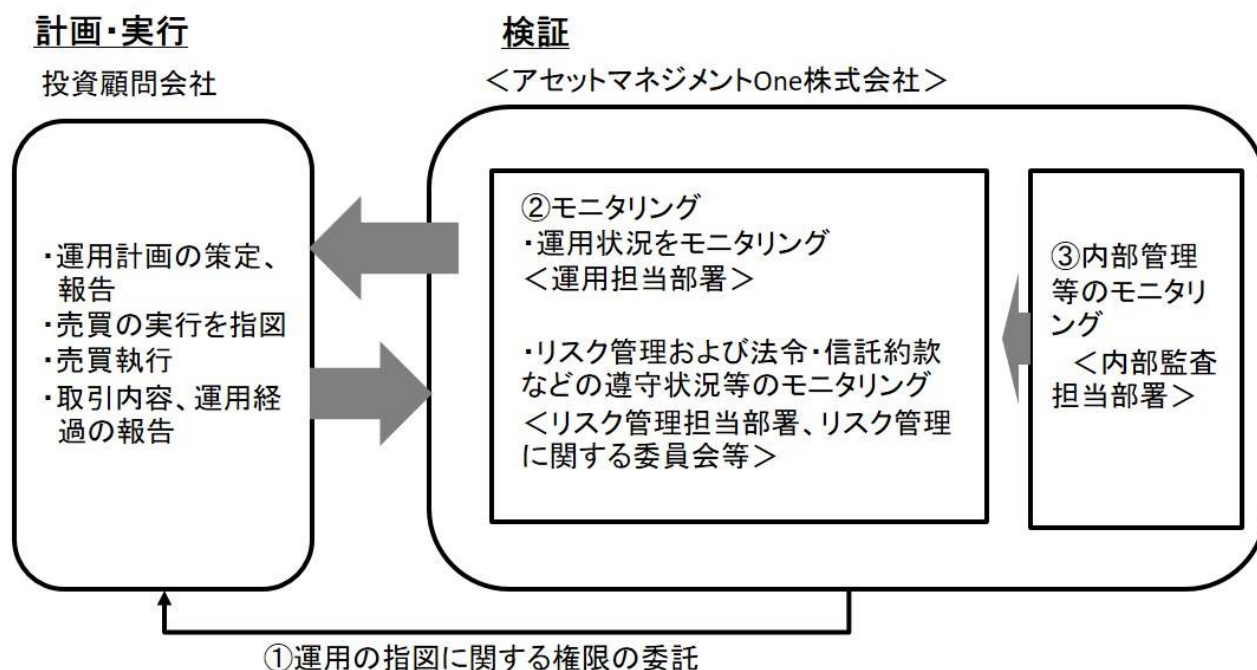 計画・実行
投資顧問会社
・運用計画の策定、
報告
・売買の実行を指図
・売買執行
・取引内容、運用経
過の報告
検証
＜アセットマネジメントOne株式会社＞
②モニタリング
・運用状況をモニタリング
＜運用担当部署＞
・リスク管理および法令・信託約款
などの遵守状況等のモニタリング
＜リスク管理担当部署、リスク管理
に関する委員会等＞
③内部管理
等のモニタリ
ング
＜内部監査
担当部署＞
①運用の指図に関する権限の委託